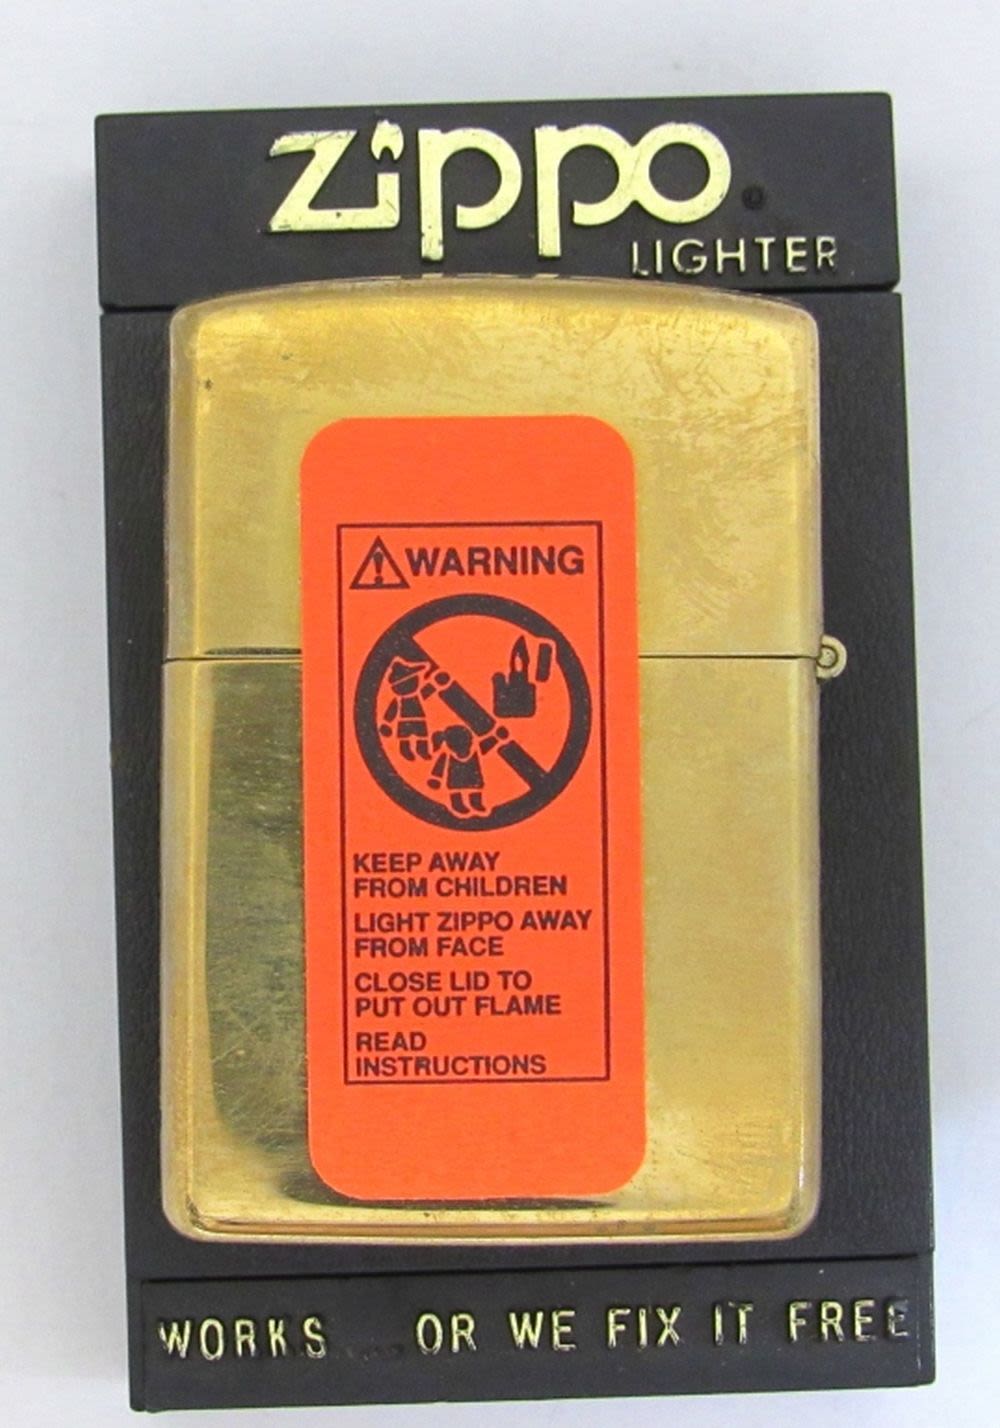 Zippo
LIGHTER
WARNING
KEEP AWAY
FROM CHILDREN
LIGHT ZIPPO AWAY
FROM FACE
CLOSE LID TO
PUT OUT FLAME
READ
INSTRUCTIONS
WORKS ... OR WE FIX IT FREE